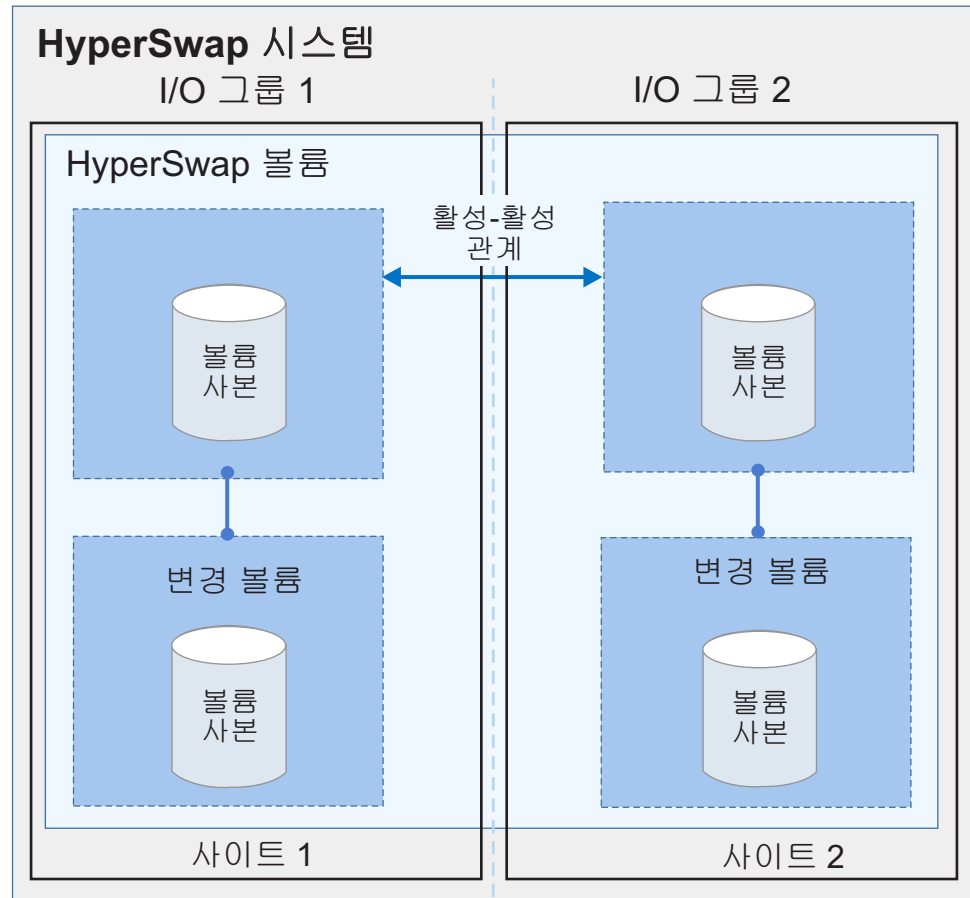 HyperSwap 시스템
I/O 그룹 1
I/O 그룹 2
HyperSwap 볼륨
활성-활성
관계
볼륨
사본
볼륨
사본
변경 볼륨
변경 볼륨
볼륨
사본
볼륨
사본
사이트 1
사이트 2